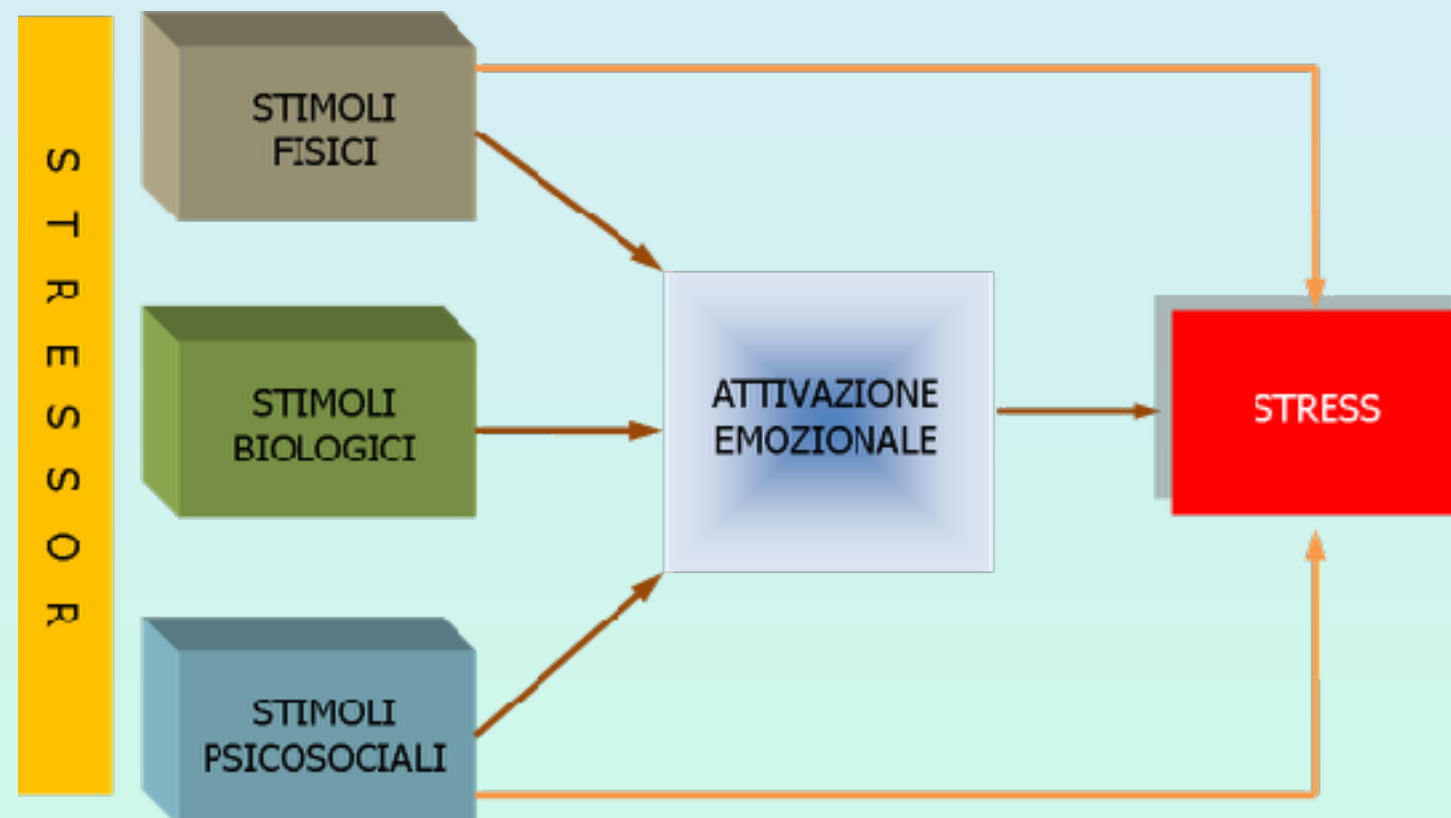 STRESSOR
STIMOLI
FISICI
STIMOLI
BIOLOGICI
STIMOLI
PSICOSOCIALI
ATTIVAZIONE
EMOZIONALE
STRESS